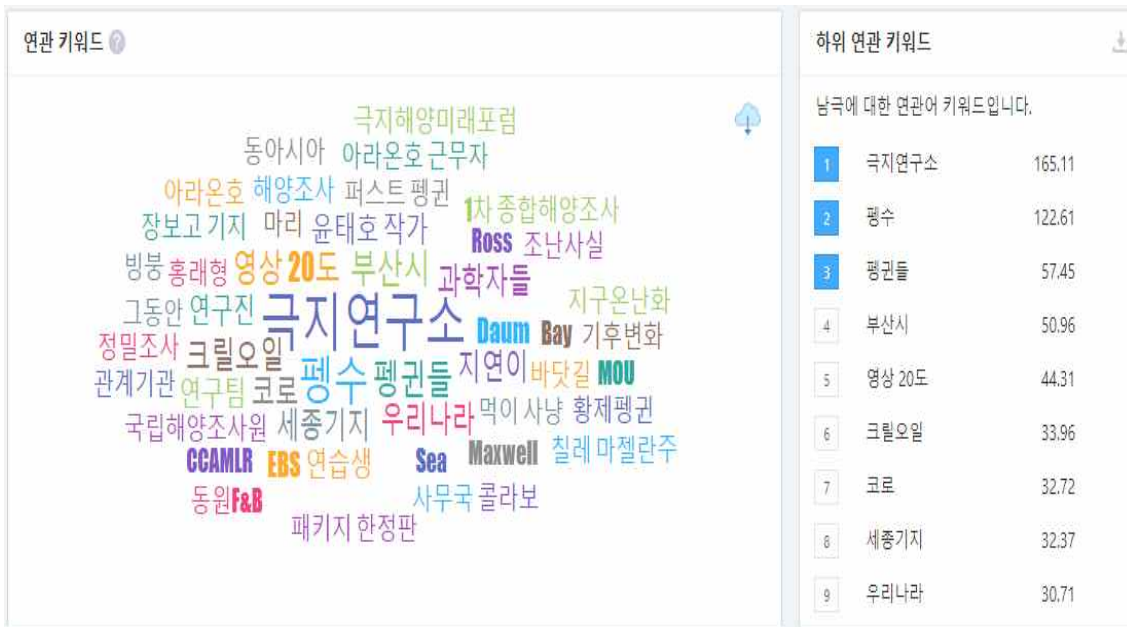 연관 키워드 ?
극지해양미래포럼
동아시아 아라온호 근무자
아라온호 해양조사 퍼스트 펭귄
1차 종합해양조사
장보고 기지 마리 윤태호 작가
Ross 조난사실
빙붕 홍래형 영상 20도 부산시 과학자들
지구온난화
그동안 연구진 극지연구소 Daum Bay 기후변화
정밀조사 크릴오일
펭수 펭귄들 지연이 바닷길 MOU
관계기관 연구팀 코로
우리나라 먹이 사냥 황제펭귄
국립해양조사원 세종기지
CCAMLR EBS 연습생 Sea Maxwell 칠레 마젤란주
동원F&B 사무국 콜라보
패키지 한정판
하위 연관 키워드
남극에 대한 연관어 키워드입니다.
1 극지연구소 165.11
2 펭수 122.61
3 펭귄들 57.45
4 부산시 50.96
5 영상 20도 44.31
6 크릴오일 33.96
7 코로 32.72
8 세종기지 32.37
9 우리나라 30.71